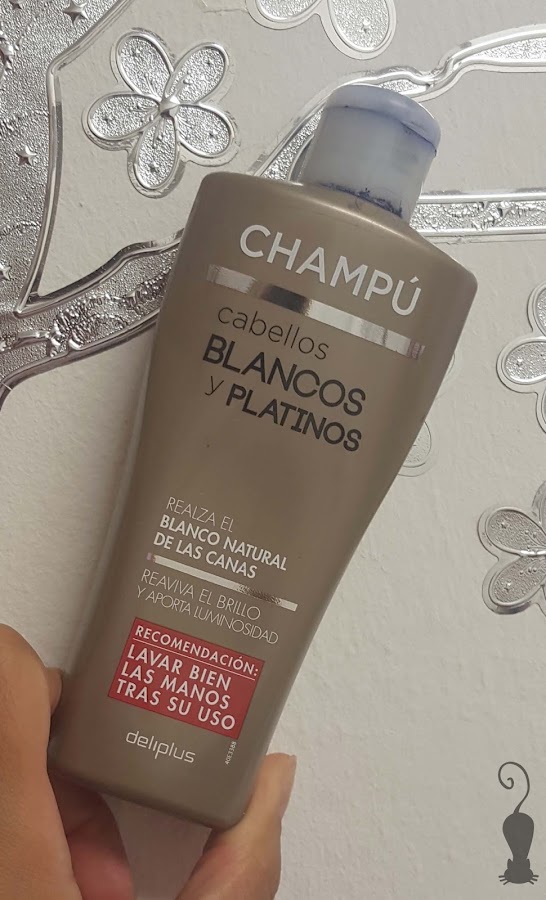 CHAMPÚ
cabellos
BLANCOS
y PLATINOS
REALZA EL
BLANCO NATURAL
DE LAS CANAS
REAVIVA EL BRILLO
Y APORTA LUMINOSIDAD
RECOMENDACIÓN:
LAVAR BIEN
LAS MANOS
TRAS SU USO
deliplus